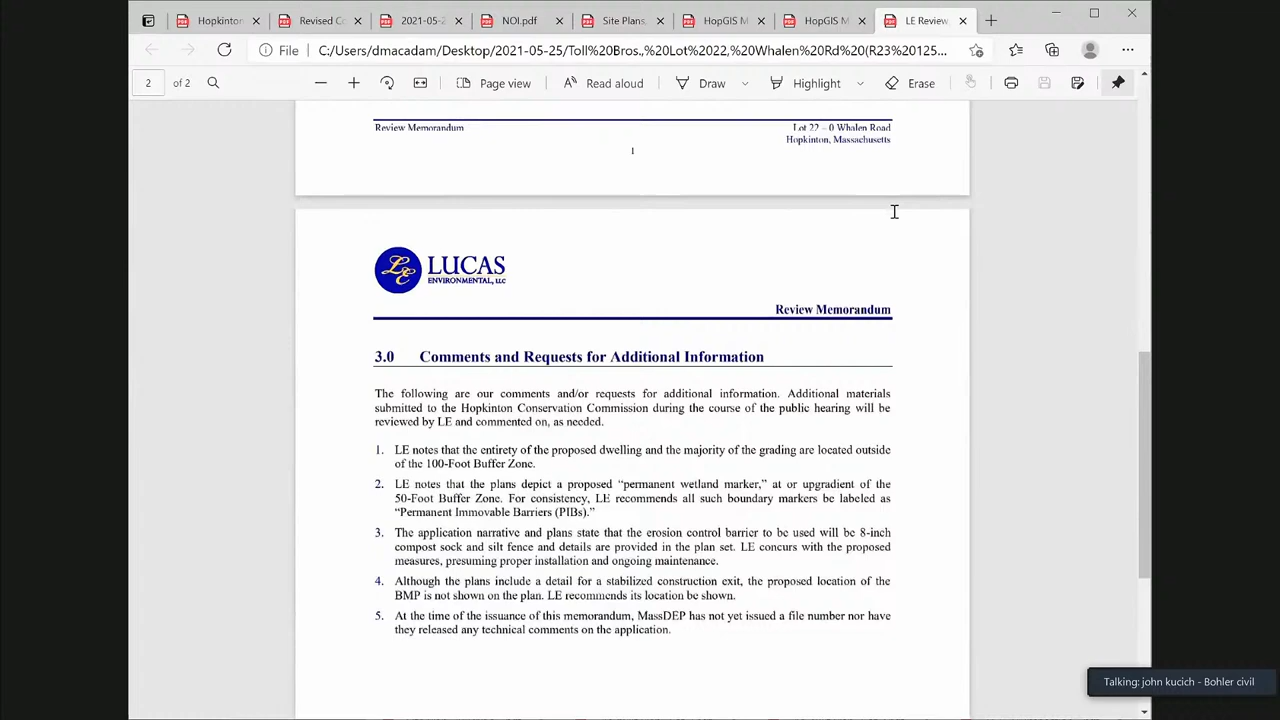 Hopkinton
Revised Co
2021-05-2
NOI.pdf
Site Plans,
HopGIS M
HopGIS M
LE Review
File
C:/Users/dmacadam/Desktop/2021-05-25/Toll%20Bros.,%20Lot%2022,%20Whalen%20Rd%20(R23%20125...
2 of 2
Page view
Read aloud
Draw
Highlight
Erase
Review Memorandum
Lot 22 – 0 Whalen Road
Hopkinton, Massachusetts
1
LE
LUCAS
ENVIRONMENTAL, LLC
Review Memorandum
3.0 Comments and Requests for Additional Information
The following are our comments and/or requests for additional information. Additional materials
submitted to the Hopkinton Conservation Commission during the course of the public hearing will be
reviewed by LE and commented on, as needed.
1. LE notes that the entirety of the proposed dwelling and the majority of the grading are located outside
of the 100-Foot Buffer Zone.
2. LE notes that the plans depict a proposed “permanent wetland marker,” at or upgradient of the
50-Foot Buffer Zone. For consistency, LE recommends all such boundary markers be labeled as
“Permanent Immovable Barriers (PIBs).”
3. The application narrative and plans state that the erosion control barrier to be used will be 8-inch
compost sock and silt fence and details are provided in the plan set. LE concurs with the proposed
measures, presuming proper installation and ongoing maintenance.
4. Although the plans include a detail for a stabilized construction exit, the proposed location of the
BMP is not shown on the plan. LE recommends its location be shown.
5. At the time of the issuance of this memorandum, MassDEP has not yet issued a file number nor have
they released any technical comments on the application.
Talking: john kucich - Bohler civil